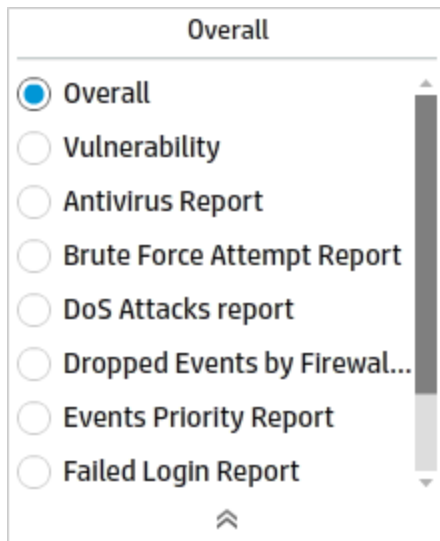 Overall
Overall
Vulnerability
Antivirus Report
Brute Force Attempt Report
DoS Attacks report
Dropped Events by Firewal...
Events Priority Report
Failed Login Report